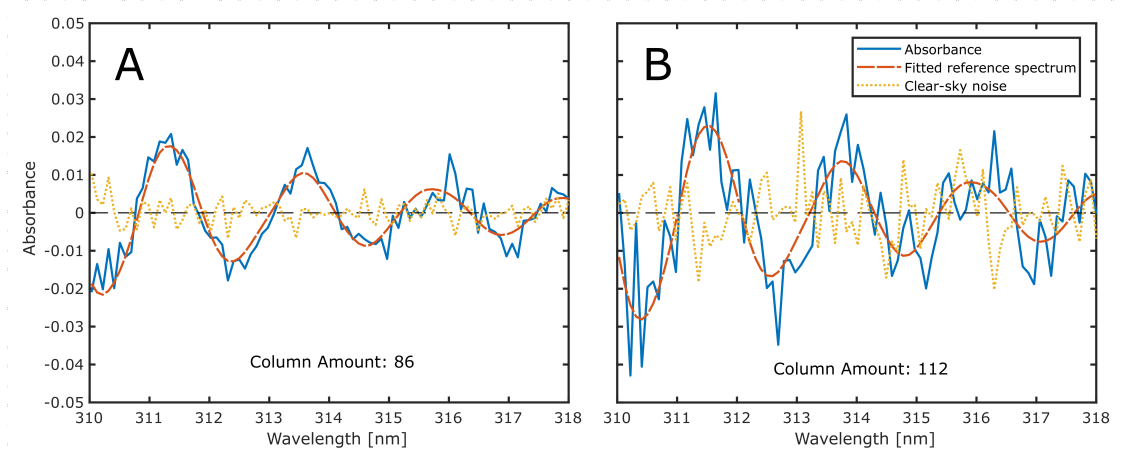 A
B
Absorbance
Fitted reference spectrum
Clear-sky noise
0.05
0.04
0.03
0.02
0.01
0
-0.01
-0.02
-0.03
-0.04
-0.05
Absorbance
Column Amount: 86
Column Amount: 112
310 311 312 313 314 315 316 317 318
310 311 312 313 314 315 316 317 318
Wavelength [nm]
Wavelength [nm]